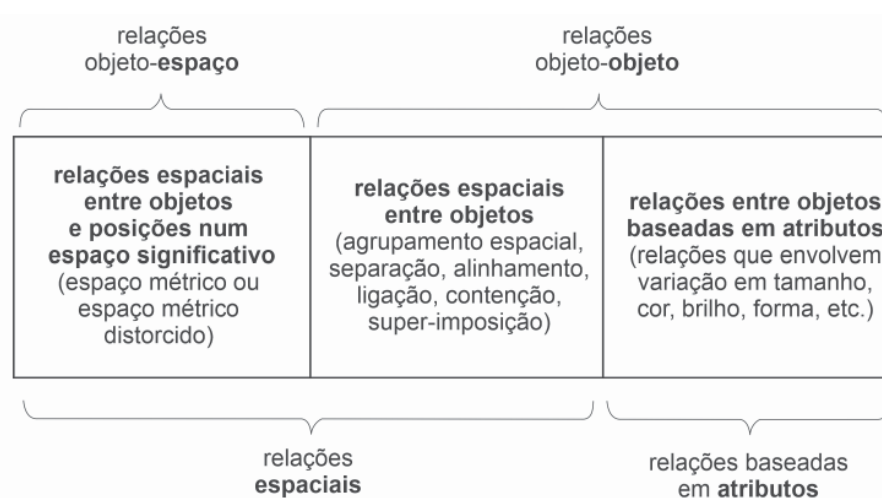 relações
objeto-espaço
relações
objeto-objeto
relações espaciais
entre objetos
e posições num
espaço significativo
(espaço métrico ou
espaço métrico
distorcido)
relações espaciais
entre objetos
(agrupamento espacial,
separação, alinhamento,
ligação, contenção,
super-imposição)
relações entre objetos
baseadas em atributos
(relações que envolvem
variação em tamanho,
cor, brilho, forma, etc.)
relações
espaciais
relações baseadas
em atributos